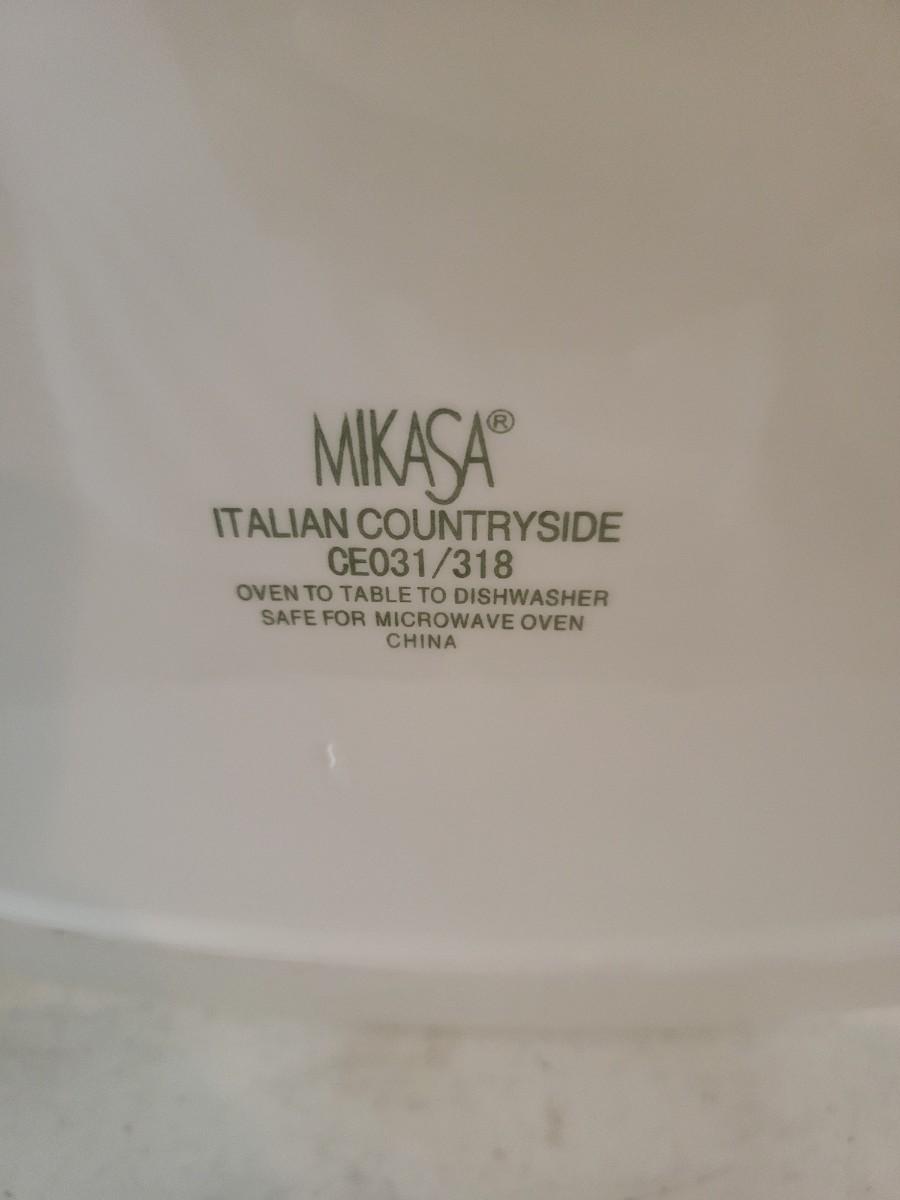 MIKASA®
ITALIAN COUNTRYSIDE
CE031/318
OVEN TO TABLE TO DISHWASHER
SAFE FOR MICROWAVE OVEN
CHINA